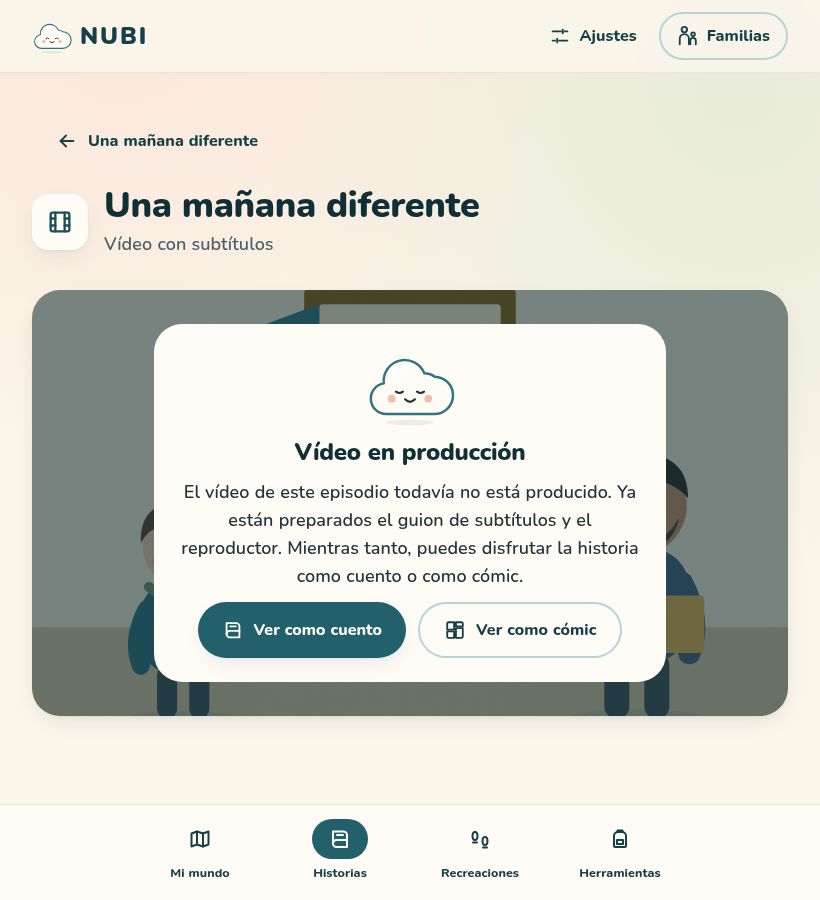 NUBI
Ajustes
Familias
Una mañana diferente
Una mañana diferente
Vídeo con subtítulos
Vídeo en producción
El vídeo de este episodio todavía no está producido. Ya
están preparados el guion de subtítulos y el
reproductor. Mientras tanto, puedes disfrutar la historia
como cuento o como cómic.
Ver como cuento
Ver como cómic
Mi mundo
Historias
Recreaciones
Herramientas